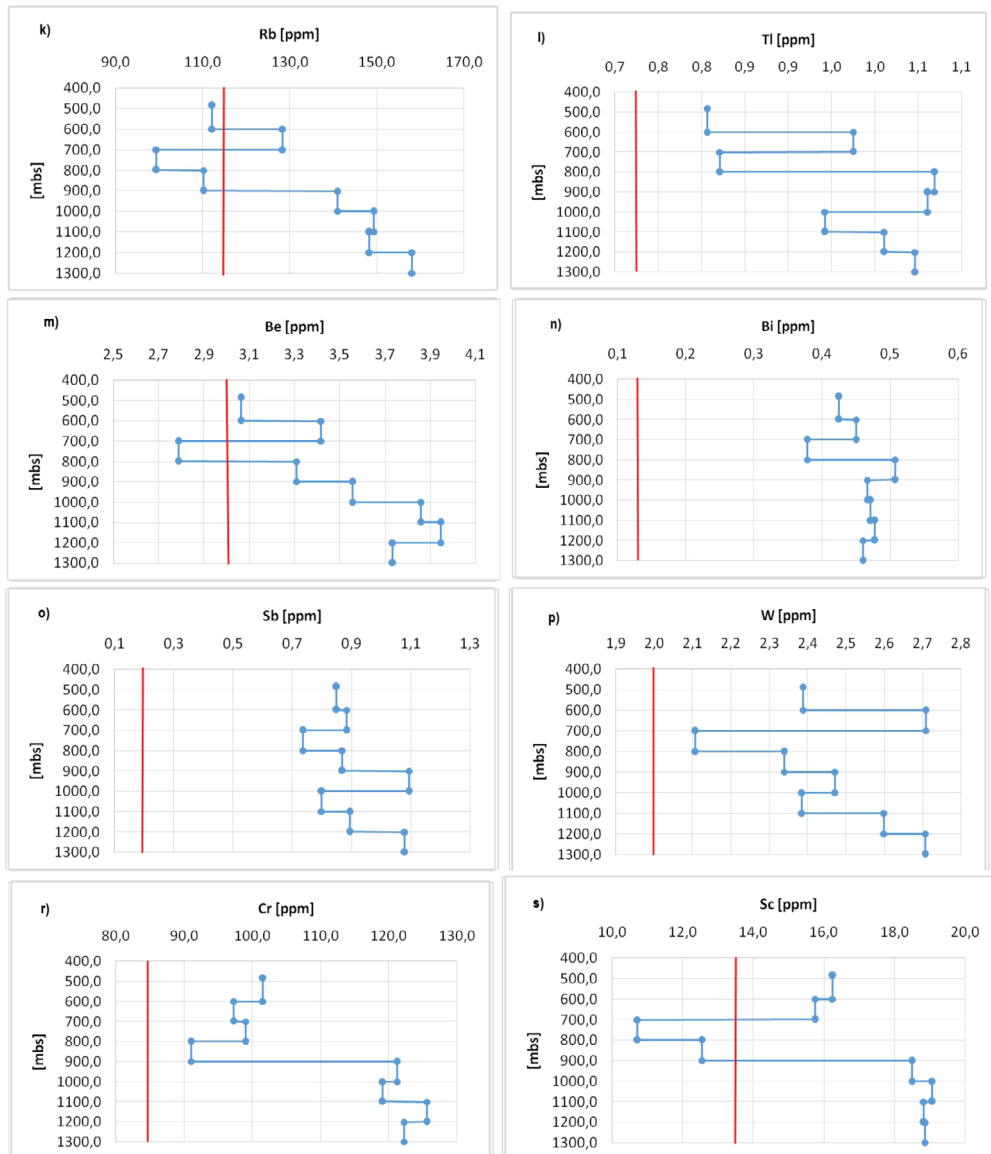 k)
Rb [ppm]
90,0 110,0 130,0 150,0 170,0
400,0
500,0
600,0
700,0
800,0
900,0
1000,0
1100,0
1200,0
1300,0
[mbs]
l)
Tl [ppm]
0,7 0,8 0,8 0,9 0,9 1,0 1,0 1,1 1,1
400,0
500,0
600,0
700,0
800,0
900,0
1000,0
1100,0
1200,0
1300,0
[mbs]
m)
Be [ppm]
2,5 2,7 2,9 3,1 3,3 3,5 3,7 3,9 4,1
400,0
500,0
600,0
700,0
800,0
900,0
1000,0
1100,0
1200,0
1300,0
[mbs]
n)
Bi [ppm]
0,1 0,2 0,3 0,4 0,5 0,6
400,0
500,0
600,0
700,0
800,0
900,0
1000,0
1100,0
1200,0
1300,0
[mbs]
o)
Sb [ppm]
0,1 0,3 0,5 0,7 0,9 1,1 1,3
400,0
500,0
600,0
700,0
800,0
900,0
1000,0
1100,0
1200,0
1300,0
[mbs]
p)
W [ppm]
1,9 2,0 2,1 2,2 2,3 2,4 2,5 2,6 2,7 2,8
400,0
500,0
600,0
700,0
800,0
900,0
1000,0
1100,0
1200,0
1300,0
[mbs]
r)
Cr [ppm]
80,0 90,0 100,0 110,0 120,0 130,0
400,0
500,0
600,0
700,0
800,0
900,0
1000,0
1100,0
1200,0
1300,0
[mbs]
s)
Sc [ppm]
10,0 12,0 14,0 16,0 18,0 20,0
400,0
500,0
600,0
700,0
800,0
900,0
1000,0
1100,0
1200,0
1300,0
[mbs]